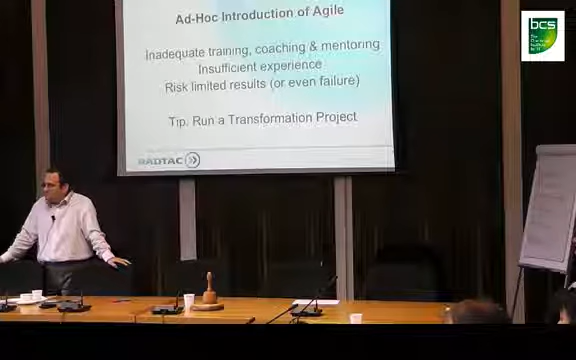 Ad-Hoc Introduction of Agile
Inadequate training, coaching & mentoring
Insufficient experience
Risk limited results (or even failure)
Tip. Run a Transformation Project
RADTAC
bcs